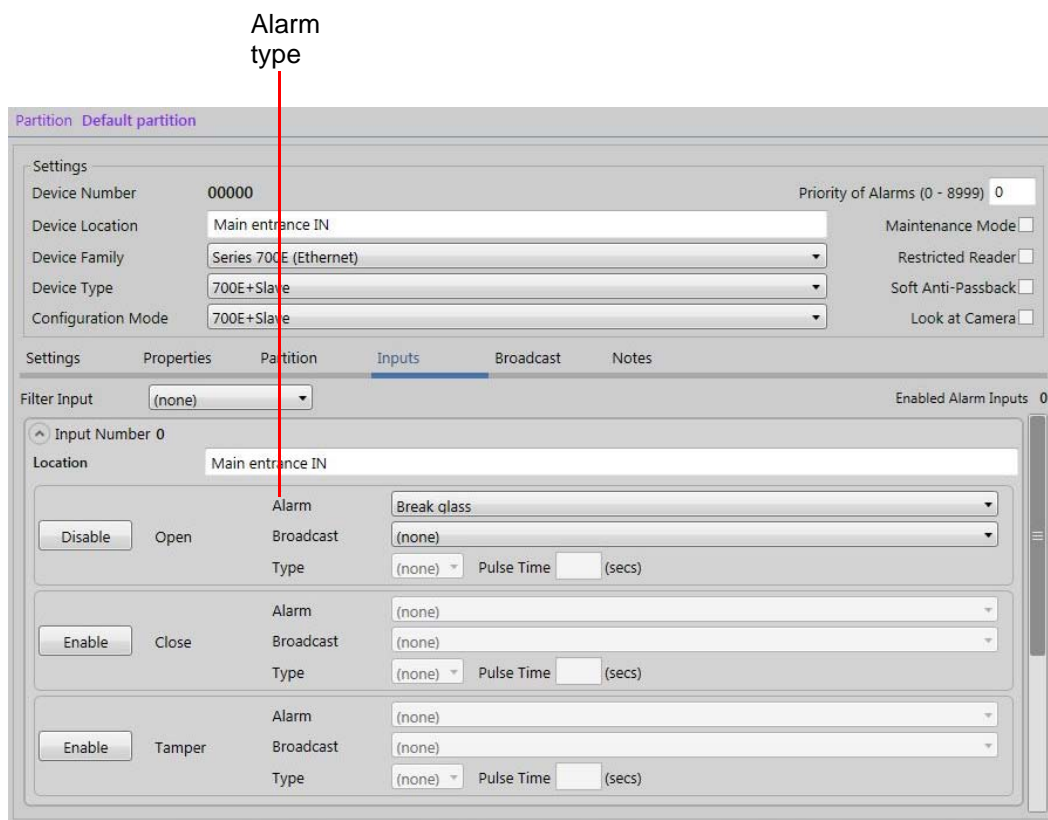 Alarm
type
Partition Default partition
Settings
Device Number 00000 Priority of Alarms (0 - 8999) 0
Device Location Main entrance IN Maintenance Mode
Device Family Series 700E (Ethernet) Restricted Reader
Device Type 700E+Slave Soft Anti-Passback
Configuration Mode 700E+Slave Look at Camera
Settings Properties Partition Inputs Broadcast Notes
Filter Input (none) Enabled Alarm Inputs 0
Input Number 0
Location Main entrance IN
Alarm Break glass
Disable Open Broadcast (none)
Type (none) Pulse Time (secs)
Alarm (none)
Enable Close Broadcast (none)
Type (none) Pulse Time (secs)
Alarm (none)
Enable Tamper Broadcast (none)
Type (none) Pulse Time (secs)